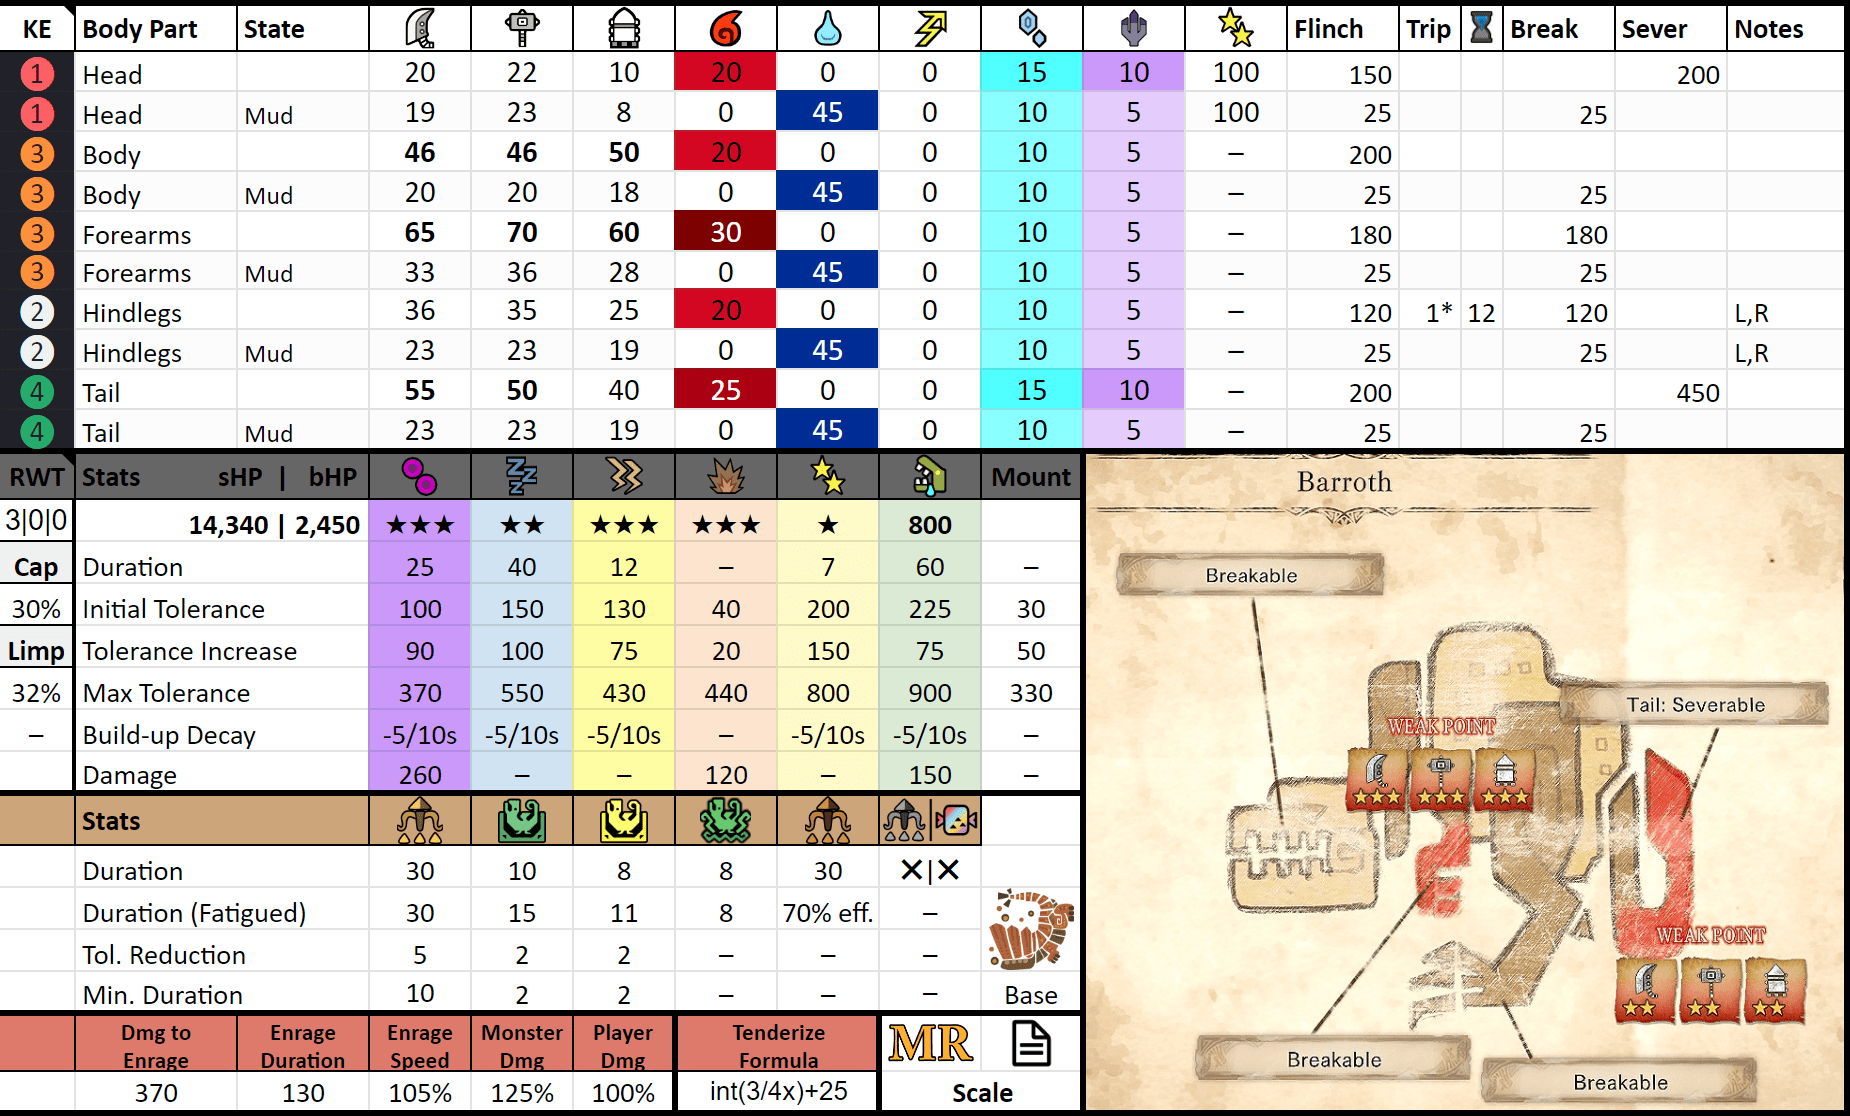 KE Body Part State Flinch Trip Break Sever Notes
1 Head 20 22 10 20 0 0 15 10 100 150 200
1 Head Mud 19 23 8 0 45 0 10 5 100 25 25
3 Body 46 46 50 20 0 0 10 5 – 200
3 Body Mud 20 20 18 0 45 0 10 5 – 25 25
3 Forearms 65 70 60 30 0 0 10 5 – 180 180
3 Forearms Mud 33 36 28 0 45 0 10 5 – 25 25
2 Hindlegs 36 35 25 20 0 0 10 5 – 120 1* 12 120 L,R
2 Hindlegs Mud 23 23 19 0 45 0 10 5 – 25 25 L,R
4 Tail 55 50 40 25 0 0 15 10 – 200 450
4 Tail Mud 23 23 19 0 45 0 10 5 – 25 25
RWT Stats sHP | bHP Mount
3|0|0 14,340 | 2,450 ★★★ ★★ ★★★ ★★★ ★ 800
Cap Duration 25 40 12 – 7 60 –
30% Initial Tolerance 100 150 130 40 200 225 30
Limp Tolerance Increase 90 100 75 20 150 75 50
32% Max Tolerance 370 550 430 440 800 900 330
– Build-up Decay -5/10s -5/10s -5/10s – -5/10s -5/10s –
Damage 260 – – 120 – 150 –
Stats
Duration 30 10 8 8 30 ✕|✕
Duration (Fatigued) 30 15 11 8 70% eff. –
Tol. Reduction 5 2 2 – – –
Min. Duration 10 2 2 – – – Base
Dmg to Enrage Enrage Duration Enrage Speed Monster Dmg Player Dmg Tenderize Formula MR
370 130 105% 125% 100% int(3/4x)+25 Scale
Barroth
Breakable
Tail: Severable
WEAK POINT
WEAK POINT
Breakable
Breakable